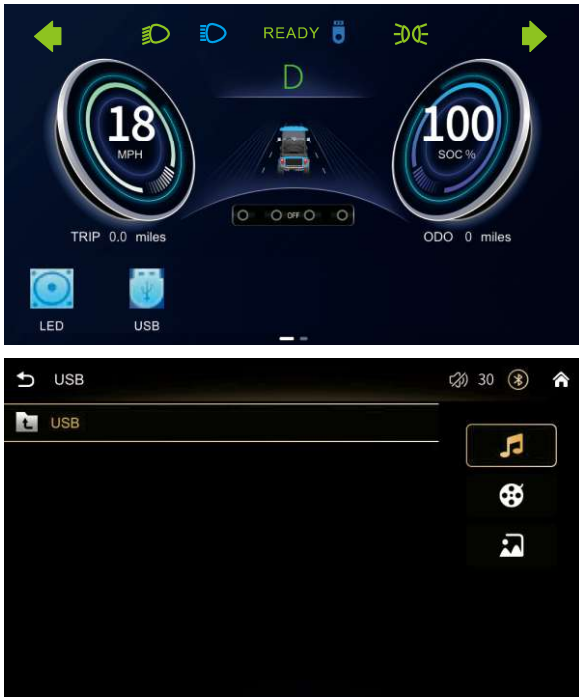 READY
D
18
MPH
100
SOC %
OFF
TRIP 0.0 miles
ODO 0 miles
LED
USB
USB
30
USB